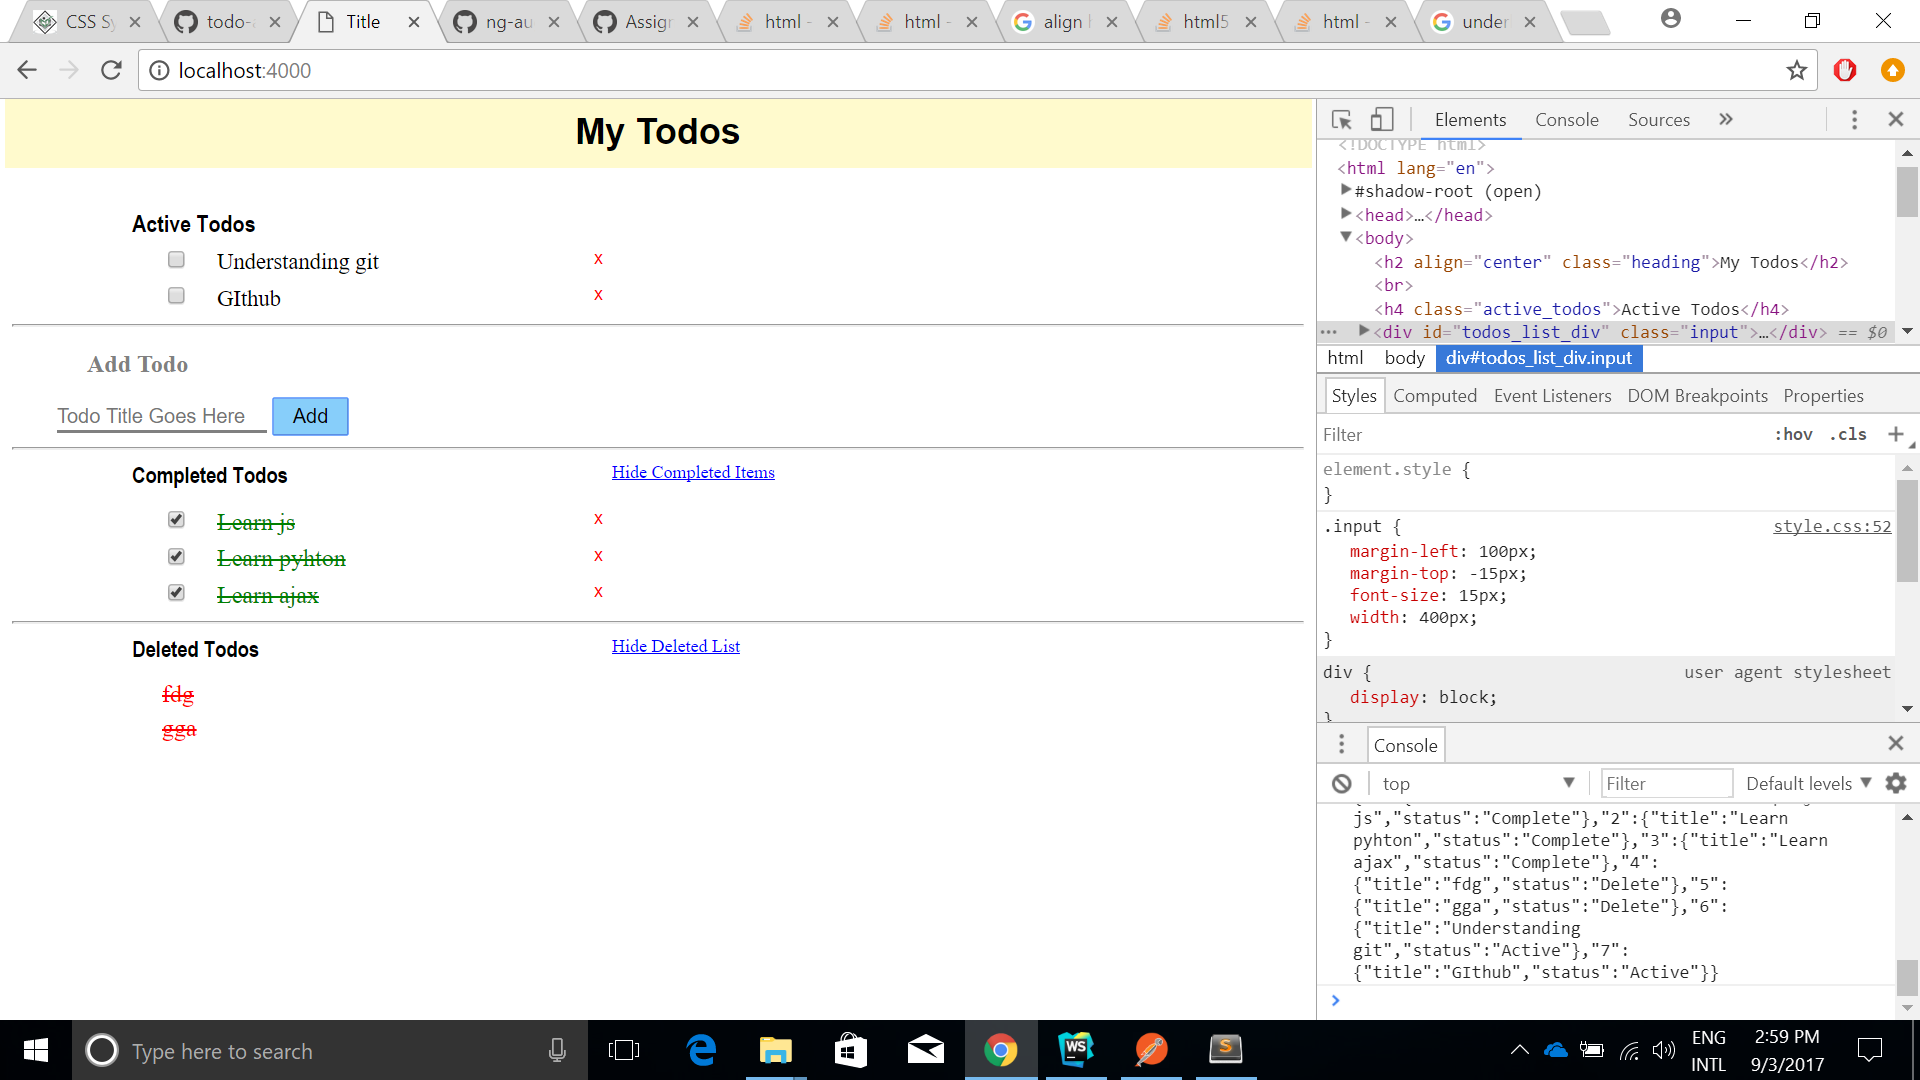 CSS Sy
todo-a
Title
ng-au
Assign
html -
html -
align h
html5
html -
under
localhost:4000
My Todos
Active Todos
Understanding git x
GIthub x
Add Todo
Todo Title Goes Here Add
Completed Todos Hide Completed Items
Learn js x
Learn pyhton x
Learn ajax x
Deleted Todos Hide Deleted List
fdg
gga
Elements Console Sources »
<!DOCTYPE html>
<html lang="en">
#shadow-root (open)
<head>…</head>
<body>
<h2 align="center" class="heading">My Todos</h2>
<br>
<h4 class="active_todos">Active Todos</h4>
<div id="todos_list_div" class="input">…</div> == $0
html body div#todos_list_div.input
Styles Computed Event Listeners DOM Breakpoints Properties
Filter :hov .cls +
element.style {
}
.input { style.css:52
margin-left: 100px;
margin-top: -15px;
font-size: 15px;
width: 400px;
}
div { user agent stylesheet
display: block;
}
Console
top Filter Default levels
js","status":"Complete"},"2":{"title":"Learn
pyhton","status":"Complete"},"3":{"title":"Learn
ajax","status":"Complete"},"4":
{"title":"fdg","status":"Delete"},"5":
{"title":"gga","status":"Delete"},"6":
{"title":"Understanding
git","status":"Active"},"7":
{"title":"GIthub","status":"Active"}}
Type here to search
WS
S
ENG
INTL
2:59 PM
9/3/2017